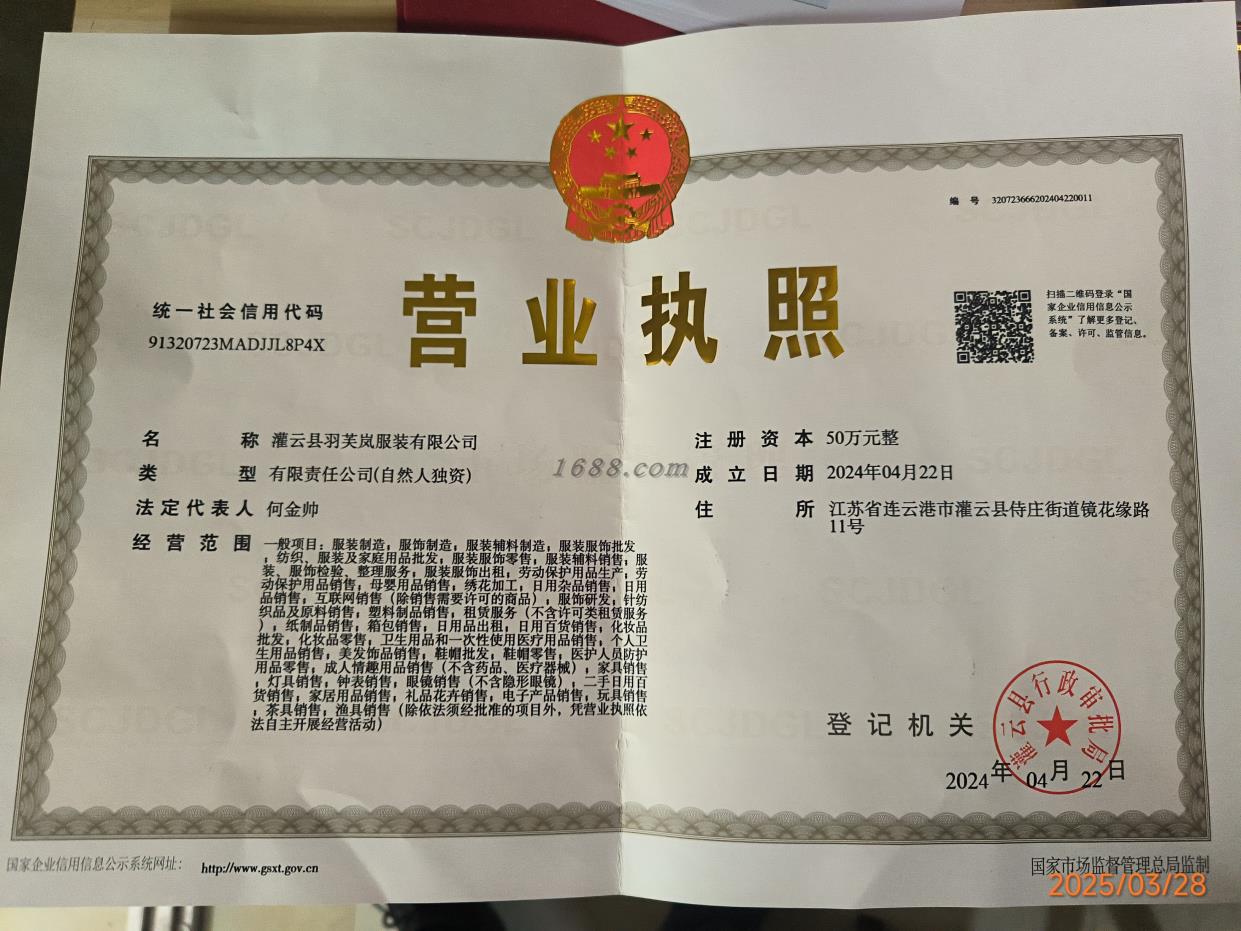 编 号 320723666202404220011
营业执照
统一社会信用代码
91320723MADJJL8P4X
扫描二维码登录“国
家企业信用信息公示
系统”了解更多登记、
备案、许可、监管信息。
名 称 灌云县羽芙岚服装有限公司
类 型 有限责任公司(自然人独资)
法定代表人 何金帅
经营范围 一般项目：服装制造；服饰制造；服装辅料制造；服装服饰批发
；纺织、服装及家庭用品批发；服装服饰零售；服装辅料销售；服
装、服饰检验、整理服务；服装服饰出租；劳动保护用品生产；劳
动保护用品销售；母婴用品销售；绣花加工；日用杂品销售；日用
品销售；互联网销售（除销售需要许可的商品）；服饰研发；针纺
织品及原料销售；塑料制品销售；租赁服务（不含许可类租赁服务
）；纸制品销售；箱包销售；日用品出租；日用百货销售；化妆品
批发；化妆品零售；卫生用品和一次性使用医疗用品销售；个人卫
生用品销售；美发饰品销售；鞋帽批发；鞋帽零售；医护人员防护
用品零售；成人情趣用品销售（不含药品、医疗器械）；家具销售
；灯具销售；钟表销售；眼镜销售（不含隐形眼镜）；二手日用百
货销售；家居用品销售；礼品花卉销售；电子产品销售；玩具销售
；茶具销售；渔具销售（除依法须经批准的项目外，凭营业执照依
法自主开展经营活动）
注册资本 50万元整
成立日期 2024年04月22日
住 所 江苏省连云港市灌云县侍庄街道镜花缘路
11号
1688.com
登记机关
灌云县行政审批局
2024年 04月 22日
国家企业信用信息公示系统网址： http://www.gsxt.gov.cn
国家市场监督管理总局监制
2025/03/28